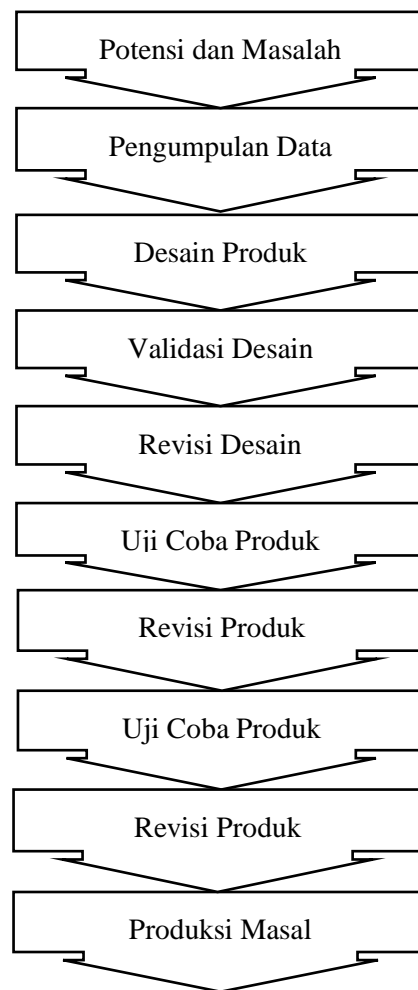 Potensi dan Masalah
Pengumpulan Data
Desain Produk
Validasi Desain
Revisi Desain
Uji Coba Produk
Revisi Produk
Uji Coba Produk
Revisi Produk
Produksi Masal